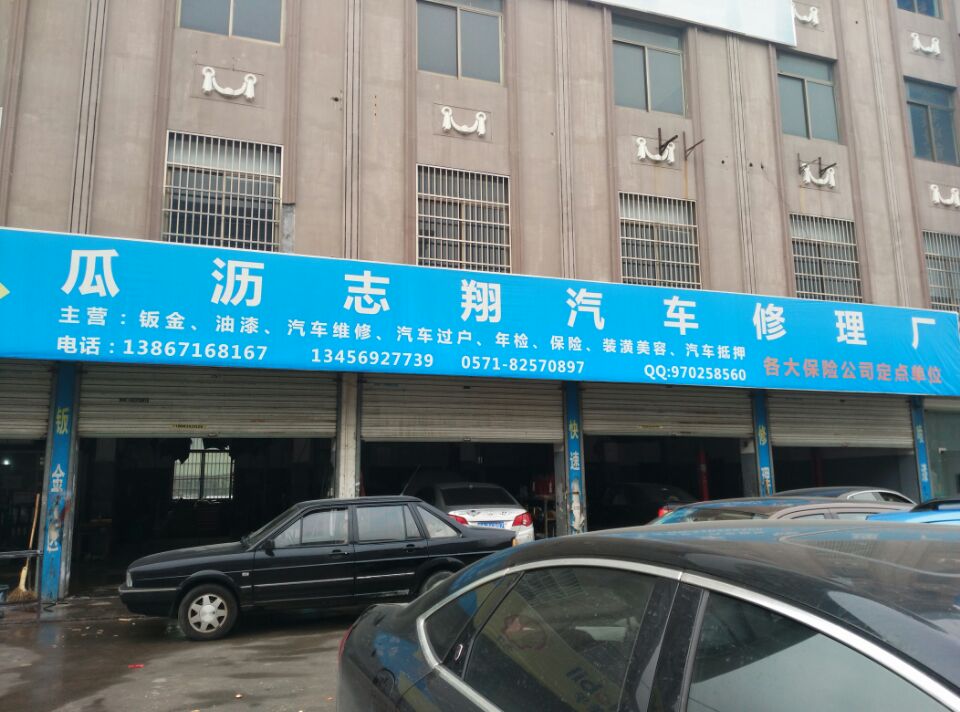 瓜沥志翔汽车修理厂
主营：钣金、油漆、汽车维修、汽车过户、年检、保险、装潢美容、汽车抵押
电话：13867168167 13456927739 0571-82570897 QQ:970258560
各大保险公司定点单位
钣金
快速
修理